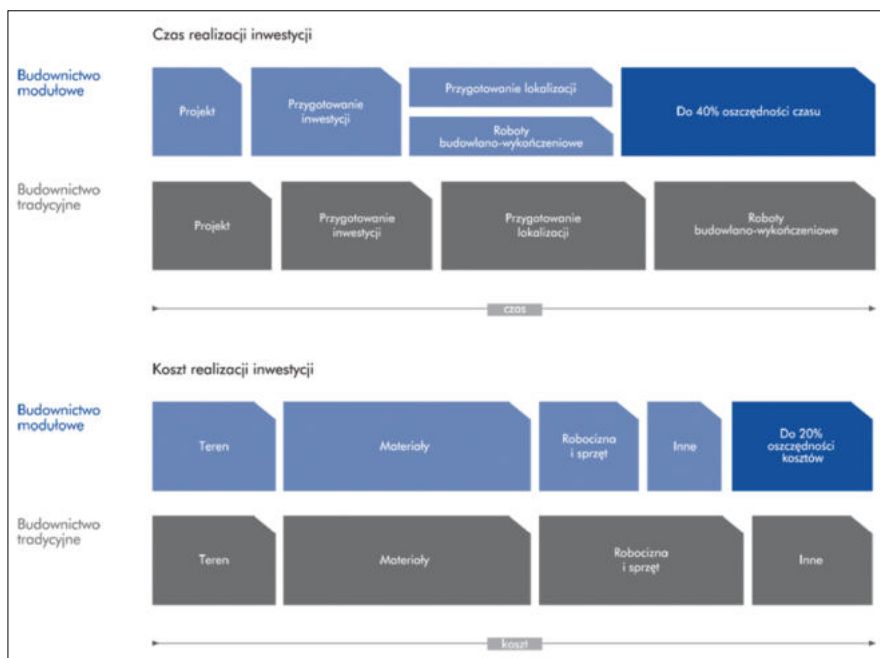 Czas realizacji inwestycji
Budownictwo
modułowe
Projekt
Przygotowanie
inwestycji
Przygotowanie lokalizacji
Roboty
budowlano-wykończeniowe
Do 40% oszczędności czasu
Budownictwo
tradycyjne
Projekt
Przygotowanie
inwestycji
Przygotowanie
lokalizacji
Roboty
budowlano-wykończeniowe
czas
Koszt realizacji inwestycji
Budownictwo
modułowe
Teren
Materiały
Robocizna
i sprzęt
Inne
Do 20%
oszczędności
kosztów
Budownictwo
tradycyjne
Teren
Materiały
Robocizna
i sprzęt
Inne
koszt